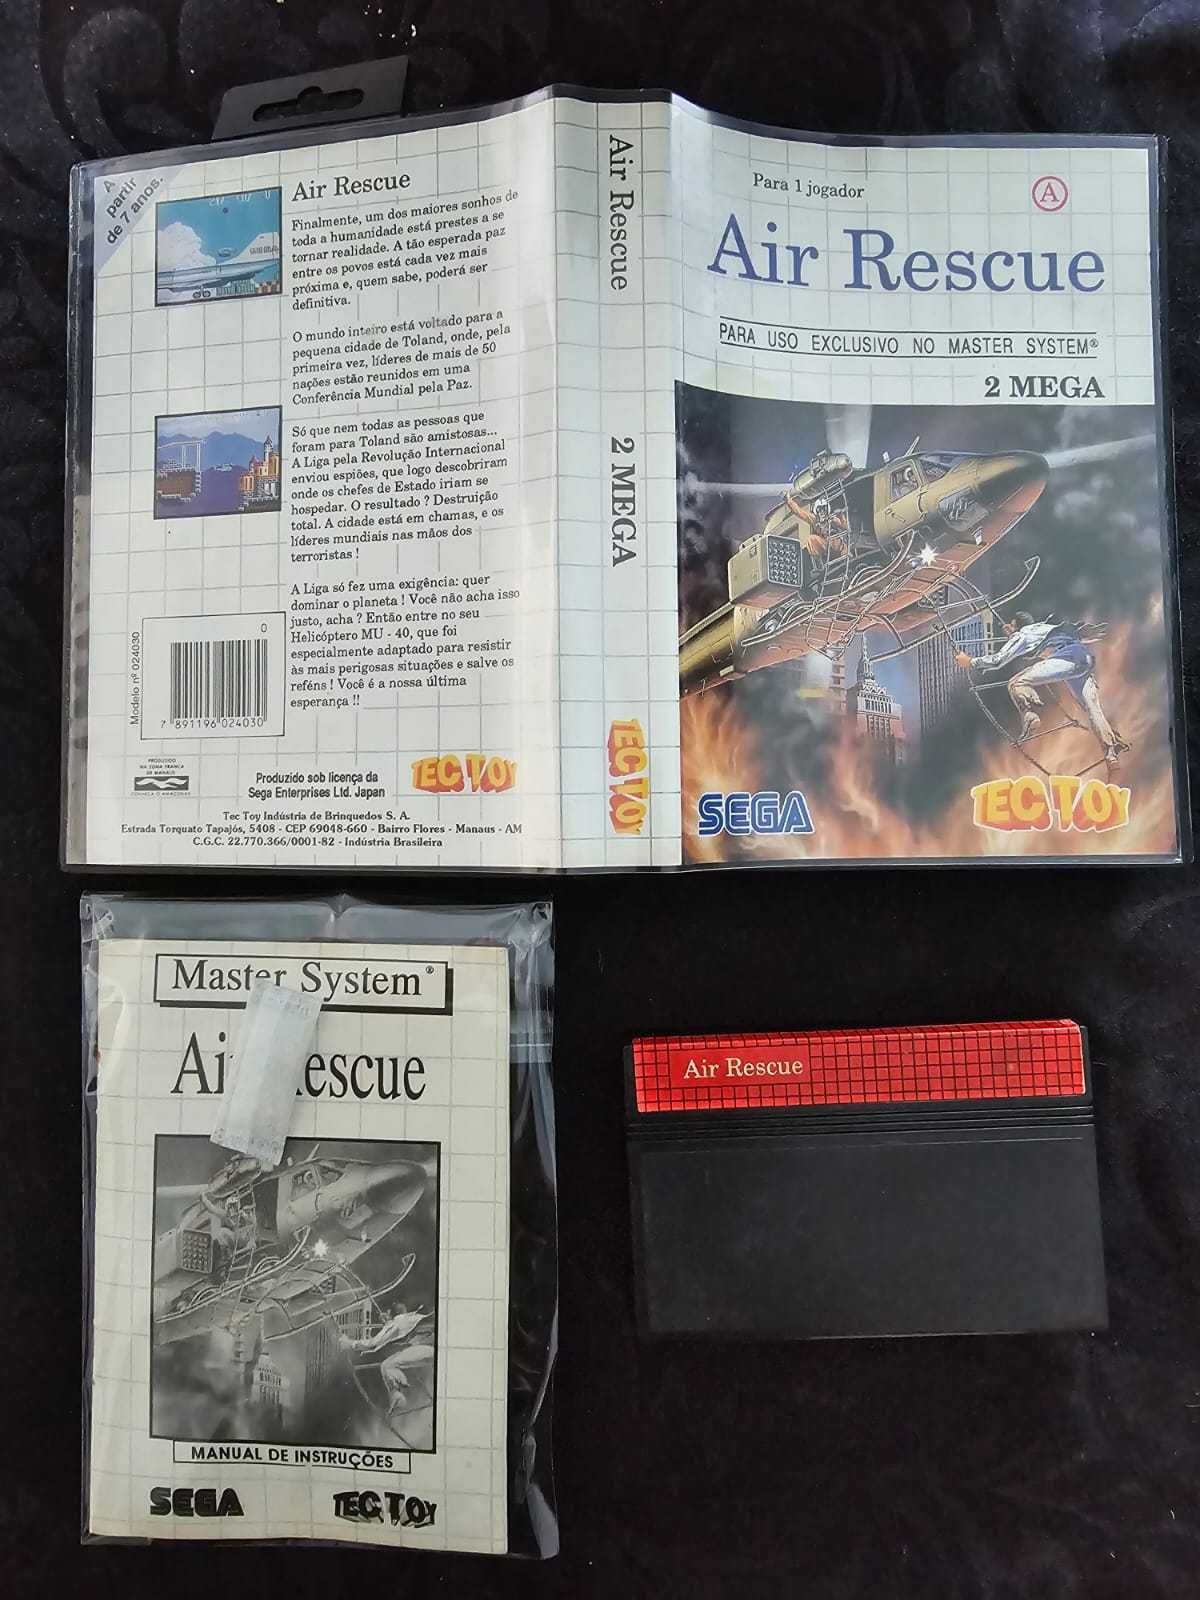 A
partir
de 7 anos.
Air Rescue
Finalmente, um dos maiores sonhos de
toda a humanidade está prestes a se
tornar realidade. A tão esperada paz
entre os povos está cada vez mais
próxima e, quem sabe, poderá ser
definitiva.
O mundo inteiro está voltado para a
pequena cidade de Toland, onde, pela
primeira vez, líderes de mais de 50
nações estão reunidos em uma
Conferência Mundial pela Paz.
Só que nem todas as pessoas que
foram para Toland são amistosas...
A Liga pela Revolução Internacional
enviou espiões, que logo descobriram
onde os chefes de Estado iriam se
hospedar. O resultado ? Destruição
total. A cidade está em chamas, e os
líderes mundiais nas mãos dos
terroristas !
A Liga só fez uma exigência: quer
dominar o planeta ! Você não acha isso
justo, acha ? Então entre no seu
Helicóptero MU - 40, que foi
especialmente adaptado para resistir
às mais perigosas situações e salve os
reféns ! Você é a nossa última
esperança !!
Modelo nº 024030
0
7 891196 024030
PRODUZIDO
NA ZONA FRANCA
DE MANAUS
CONHEÇA O AMAZONAS
Produzido sob licença da
Sega Enterprises Ltd. Japan
TEC TOY
Tec Toy Indústria de Brinquedos S. A.
Estrada Torquato Tapajós, 5408 - CEP 69048-660 - Bairro Flores - Manaus - AM
C.G.C. 22.770.366/0001-82 - Indústria Brasileira
Air Rescue
2 MEGA
TEC TOY
Para 1 jogador
A
Air Rescue
PARA USO EXCLUSIVO NO MASTER SYSTEM®
2 MEGA
SEGA
TEC TOY
Master System®
Air Rescue
MANUAL DE INSTRUÇÕES
SEGA
TEC TOY
Air Rescue